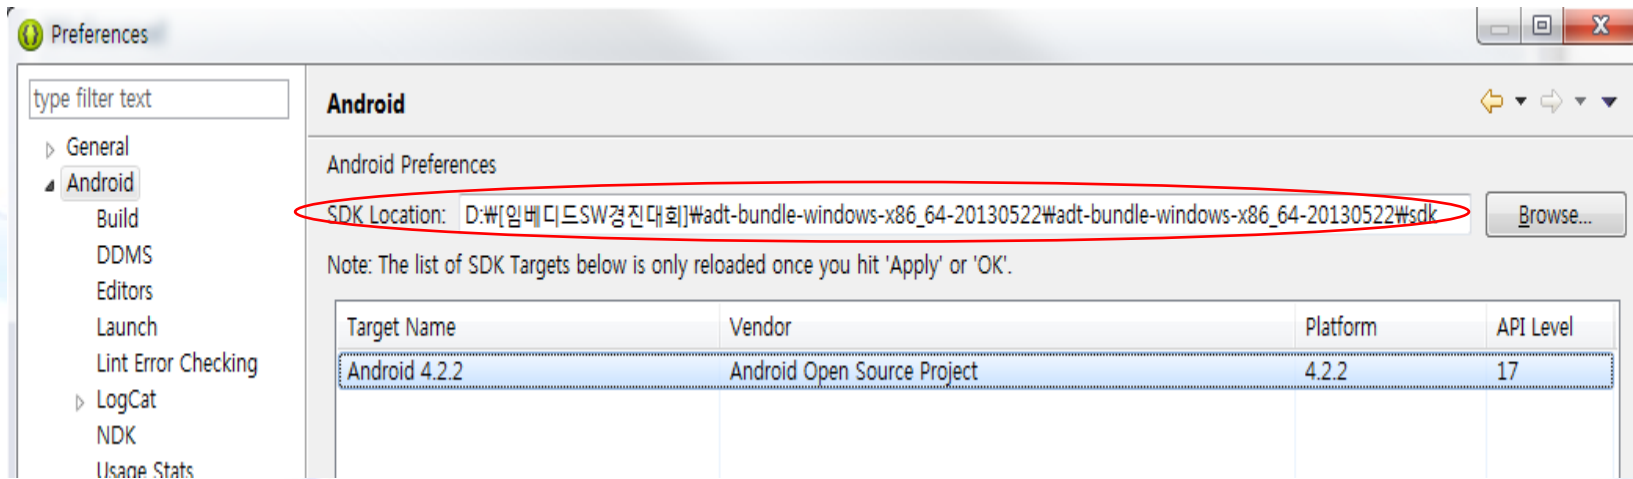 Preferences
type filter text
General
Android
Build
DDMS
Editors
Launch
Lint Error Checking
LogCat
NDK
Usage Stats
Android
Android Preferences
SDK Location: D:₩[임베디드SW경진대회]₩adt-bundle-windows-x86_64-20130522₩adt-bundle-windows-x86_64-20130522₩sdk Browse...
Note: The list of SDK Targets below is only reloaded once you hit 'Apply' or 'OK'.
Target Name Vendor Platform API Level
Android 4.2.2 Android Open Source Project 4.2.2 17